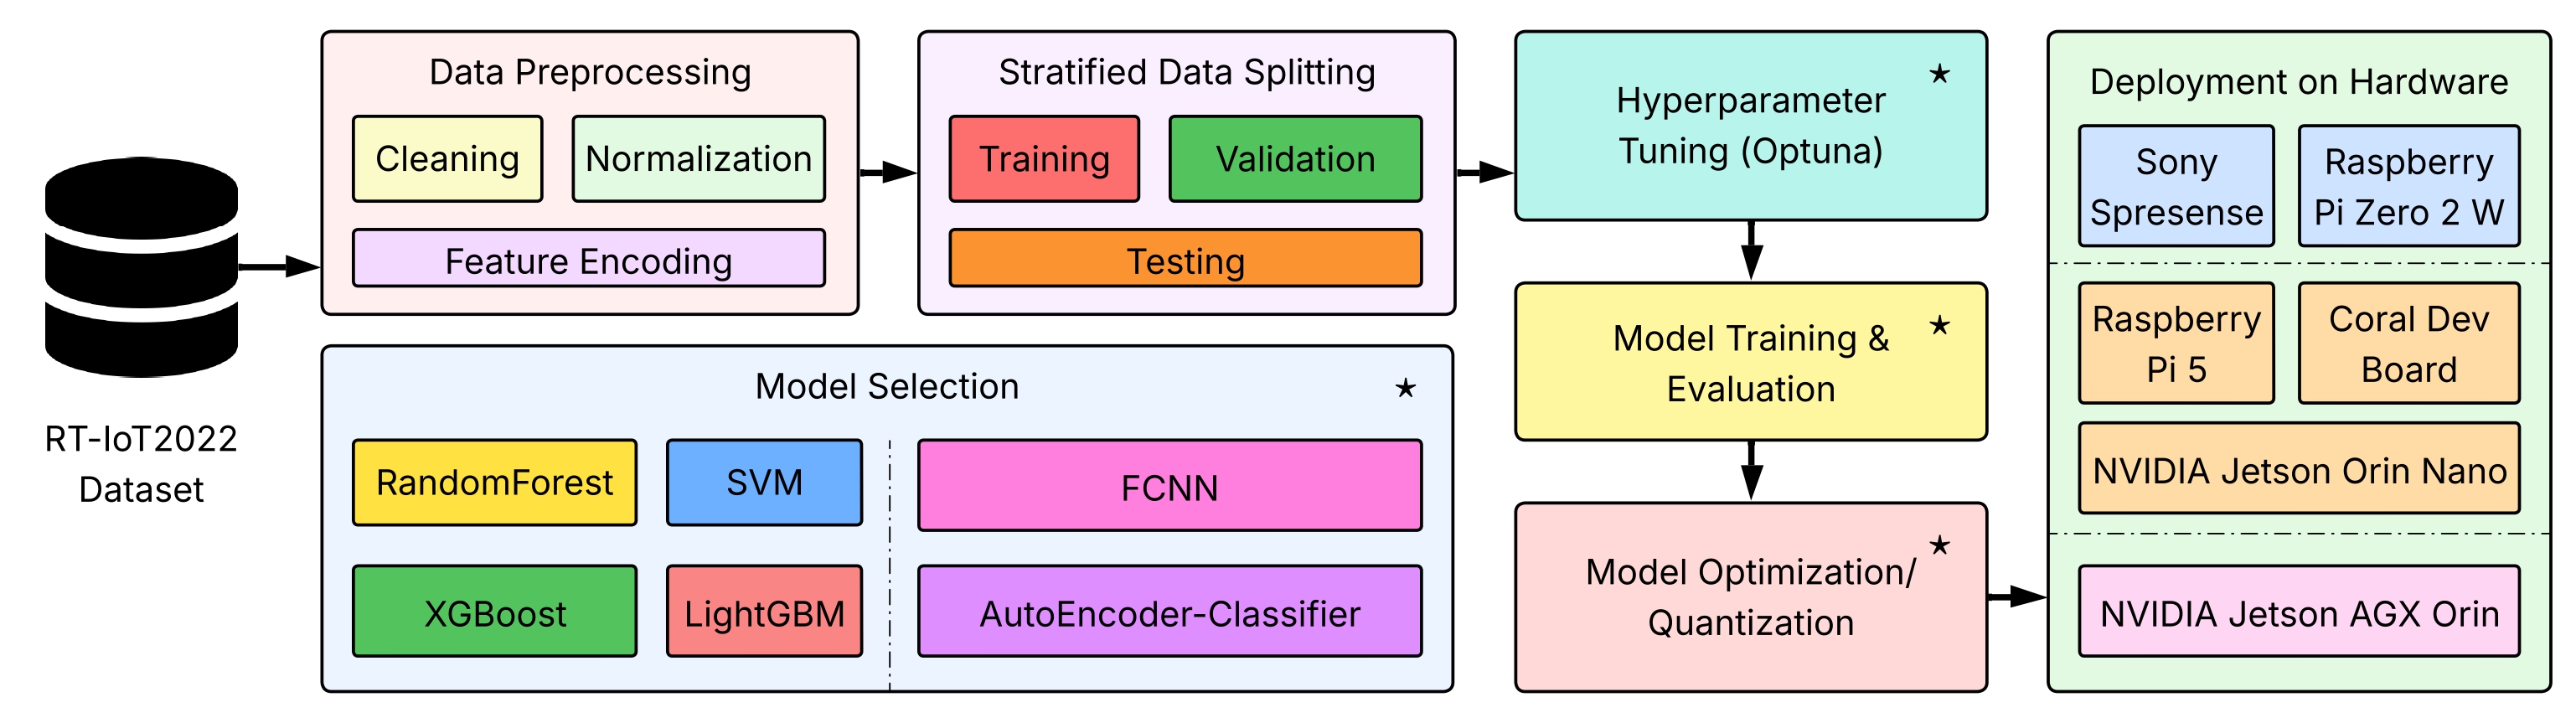 RT-IoT2022
Dataset
Data Preprocessing
Cleaning
Normalization
Feature Encoding
Stratified Data Splitting
Training
Validation
Testing
Model Selection
RandomForest
SVM
XGBoost
LightGBM
FCNN
AutoEncoder-Classifier
Hyperparameter
Tuning (Optuna)
Model Training &
Evaluation
Model Optimization/
Quantization
Deployment on Hardware
Sony
Spresense
Raspberry
Pi Zero 2 W
Raspberry
Pi 5
Coral Dev
Board
NVIDIA Jetson Orin Nano
NVIDIA Jetson AGX Orin